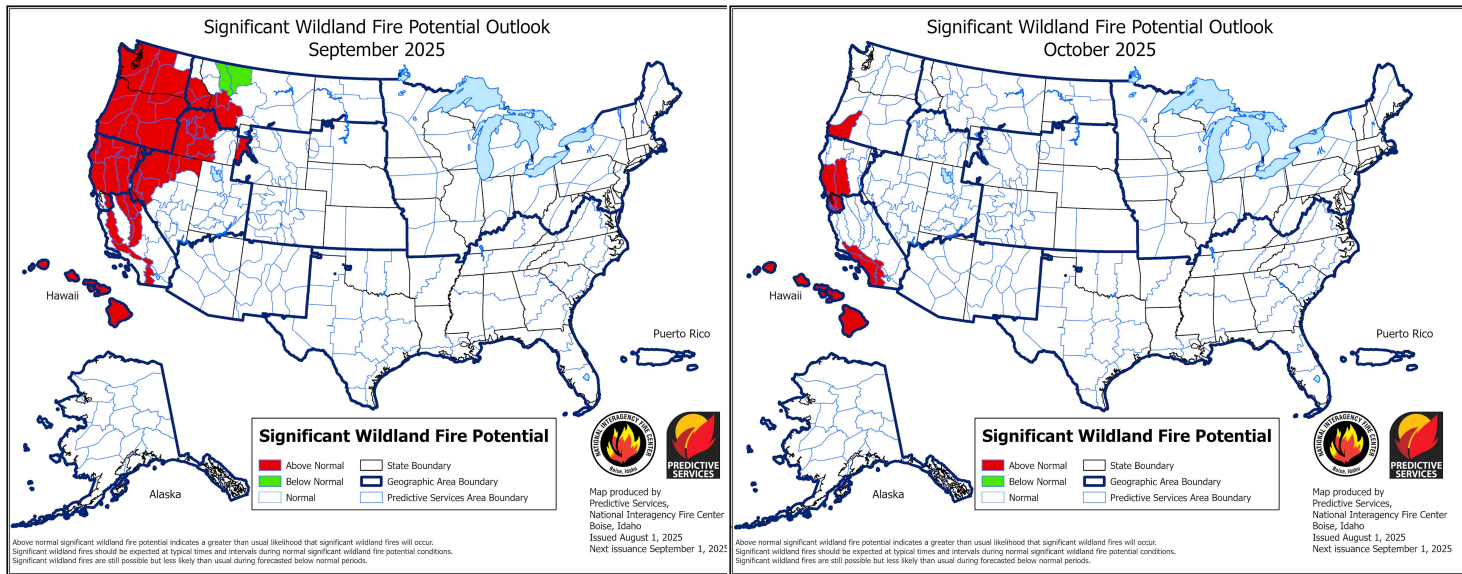 Significant Wildland Fire Potential Outlook
September 2025
Hawaii
Puerto Rico
Alaska
Significant Wildland Fire Potential
Above Normal
State Boundary
Below Normal
Geographic Area Boundary
Normal
Predictive Services Area Boundary
NATIONAL INTERAGENCY FIRE CENTER
Boise, Idaho
PREDICTIVE
SERVICES
Map produced by
Predictive Services,
National Interagency Fire Center
Boise, Idaho
Issued August 1, 2025
Next issuance September 1, 2025
Above normal significant wildland fire potential indicates a greater than usual likelihood that significant wildland fires will occur.
Significant wildland fires should be expected at typical times and intervals during normal significant wildland fire potential conditions.
Significant wildland fires are still possible but less likely than usual during forecasted below normal periods.
Significant Wildland Fire Potential Outlook
October 2025
Hawaii
Puerto Rico
Alaska
Significant Wildland Fire Potential
Above Normal
State Boundary
Below Normal
Geographic Area Boundary
Normal
Predictive Services Area Boundary
NATIONAL INTERAGENCY FIRE CENTER
Boise, Idaho
PREDICTIVE
SERVICES
Map produced by
Predictive Services,
National Interagency Fire Center
Boise, Idaho
Issued August 1, 2025
Next issuance September 1, 2025
Above normal significant wildland fire potential indicates a greater than usual likelihood that significant wildland fires will occur.
Significant wildland fires should be expected at typical times and intervals during normal significant wildland fire potential conditions.
Significant wildland fires are still possible but less likely than usual during forecasted below normal periods.